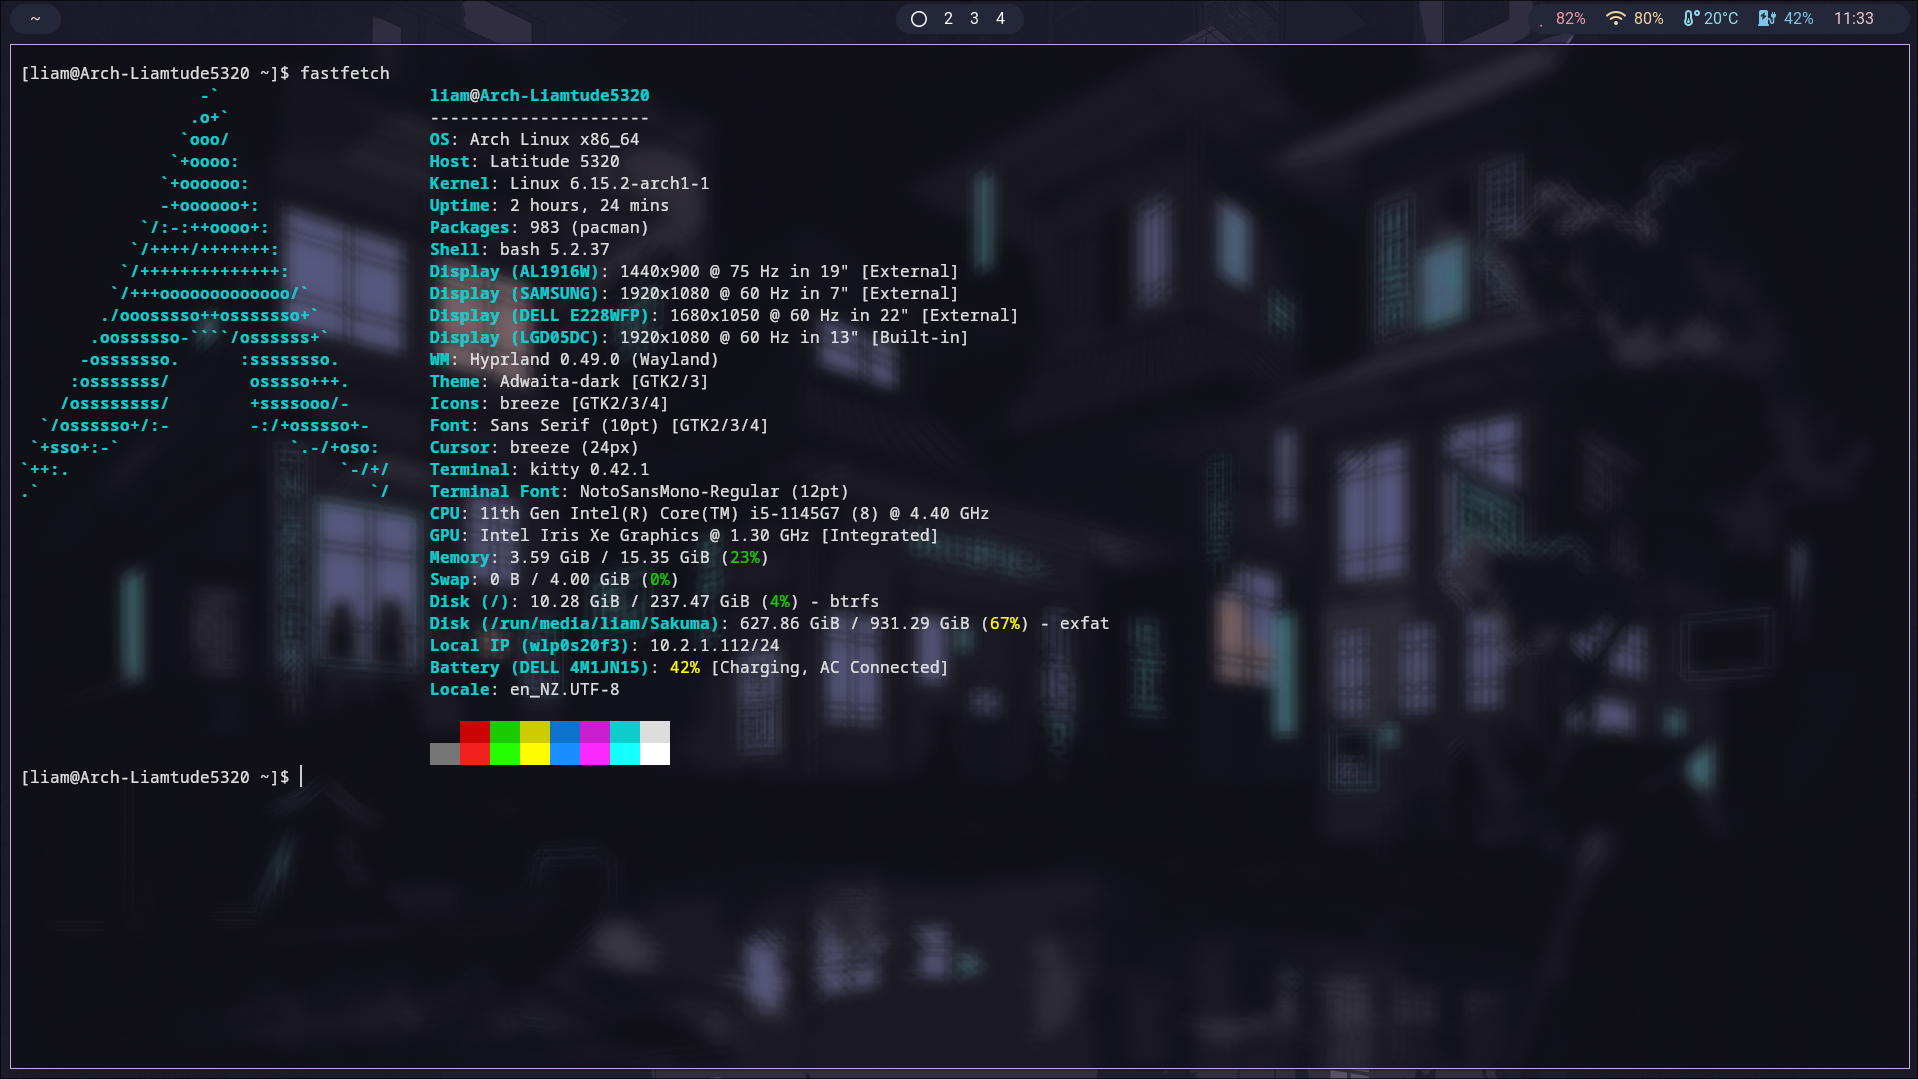 ~
2 3 4
82% 80% 20°C 42% 11:33
[liam@Arch-Liamtude5320 ~]$ fastfetch
                  -`
                 .o+`
                `ooo/
               `+oooo:
              `+oooooo:
              -+oooooo+:
            `/:-:++oooo+:
           `/++++/+++++++:
          `/++++++++++++++:
         `/+++ooooooooooooo/`
        ./ooosssso++osssssso+`
       .oossssso-````/ossssss+`
      -osssssso.      :ssssssso.
     :osssssss/        osssso+++.
    /ossssssss/        +ssssooo/-
  `/ossssso+/:-        -:/+osssso+-
 `+sso+:-`                 `.-/+oso:
`++:.                           `-/+/
.`                                 `/
liam@Arch-Liamtude5320
----------------------
OS: Arch Linux x86_64
Host: Latitude 5320
Kernel: Linux 6.15.2-arch1-1
Uptime: 2 hours, 24 mins
Packages: 983 (pacman)
Shell: bash 5.2.37
Display (AL1916W): 1440x900 @ 75 Hz in 19" [External]
Display (SAMSUNG): 1920x1080 @ 60 Hz in 7" [External]
Display (DELL E228WFP): 1680x1050 @ 60 Hz in 22" [External]
Display (LGD05DC): 1920x1080 @ 60 Hz in 13" [Built-in]
WM: Hyprland 0.49.0 (Wayland)
Theme: Adwaita-dark [GTK2/3]
Icons: breeze [GTK2/3/4]
Font: Sans Serif (10pt) [GTK2/3/4]
Cursor: breeze (24px)
Terminal: kitty 0.42.1
Terminal Font: NotoSansMono-Regular (12pt)
CPU: 11th Gen Intel(R) Core(TM) i5-1145G7 (8) @ 4.40 GHz
GPU: Intel Iris Xe Graphics @ 1.30 GHz [Integrated]
Memory: 3.59 GiB / 15.35 GiB (23%)
Swap: 0 B / 4.00 GiB (0%)
Disk (/): 10.28 GiB / 237.47 GiB (4%) - btrfs
Disk (/run/media/liam/Sakuma): 627.86 GiB / 931.29 GiB (67%) - exfat
Local IP (wlp0s20f3): 10.2.1.112/24
Battery (DELL 4M1JN15): 42% [Charging, AC Connected]
Locale: en_NZ.UTF-8
[liam@Arch-Liamtude5320 ~]$